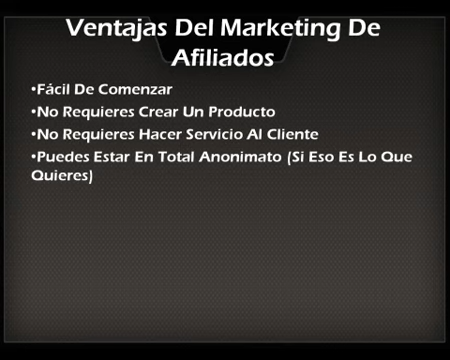 Ventajas Del Marketing De
Afiliados
•Fácil De Comenzar
•No Requieres Crear Un Producto
•No Requieres Hacer Servicio Al Cliente
•Puedes Estar En Total Anonimato (Si Eso Es Lo Que
Quieres)